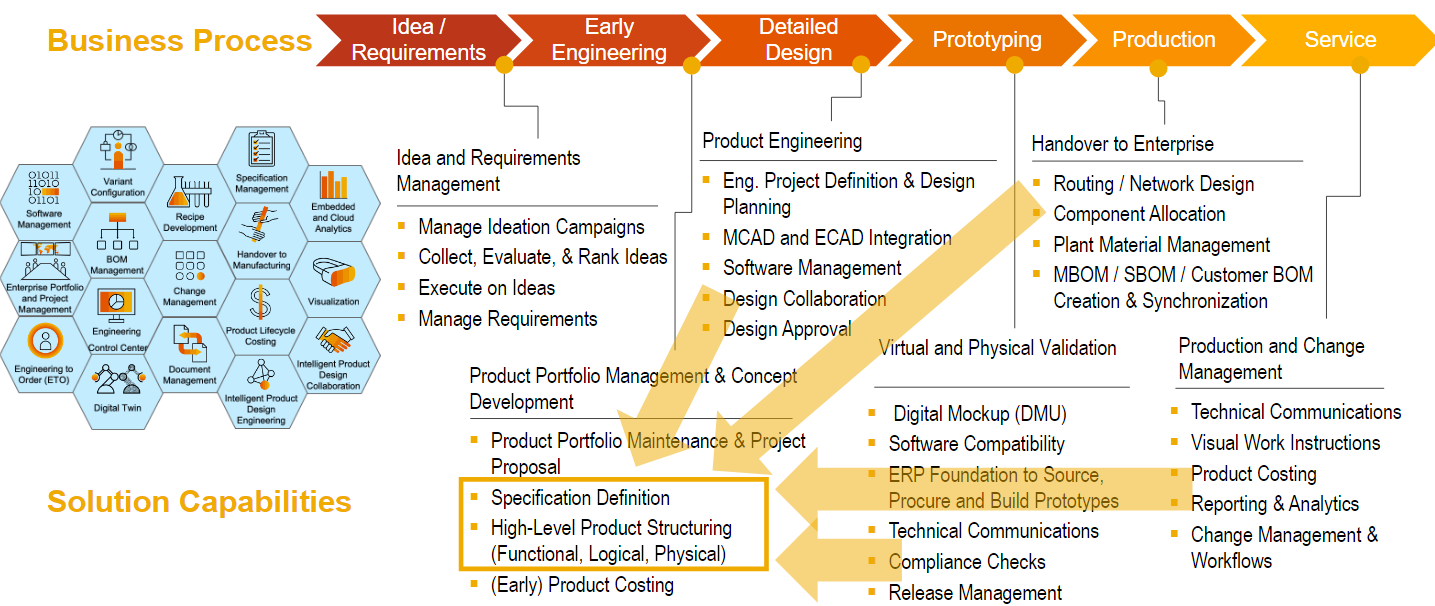 Business Process
Idea /
Requirements
Early
Engineering
Detailed
Design
Prototyping
Production
Service
Variant
Configuration
Specification
Management
01011
11010
10 01
01101
Software
Management
Recipe
Development
Embedded
and Cloud
Analytics
BOM
Management
Handover to
Manufacturing
Enterprise Portfolio
and Project
Management
Change
Management
Visualization
Engineering
Control Center
Product Lifecycle
Costing
Engineering to
Order (ETO)
Document
Management
Intelligent Product
Design
Collaboration
Digital Twin
Intelligent Product
Design
Engineering
Solution Capabilities
Idea and Requirements
Management
Manage Ideation Campaigns
Collect, Evaluate, & Rank Ideas
Execute on Ideas
Manage Requirements
Product Portfolio Management & Concept
Development
Product Portfolio Maintenance & Project
Proposal
Specification Definition
High-Level Product Structuring
(Functional, Logical, Physical)
(Early) Product Costing
Product Engineering
Eng. Project Definition & Design
Planning
MCAD and ECAD Integration
Software Management
Design Collaboration
Design Approval
Virtual and Physical Validation
Digital Mockup (DMU)
Software Compatibility
ERP Foundation to Source,
Procure and Build Prototypes
Technical Communications
Compliance Checks
Release Management
Handover to Enterprise
Routing / Network Design
Component Allocation
Plant Material Management
MBOM / SBOM / Customer BOM
Creation & Synchronization
Production and Change
Management
Technical Communications
Visual Work Instructions
Product Costing
Reporting & Analytics
Change Management &
Workflows